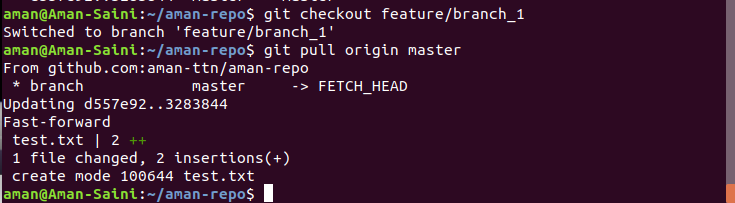 aman@Aman-Saini:~/aman-repo$ git checkout feature/branch_1
Switched to branch 'feature/branch_1'
aman@Aman-Saini:~/aman-repo$ git pull origin master
From github.com:aman-ttn/aman-repo
 * branch            master     -> FETCH_HEAD
Updating d557e92..3283844
Fast-forward
 test.txt | 2 ++
 1 file changed, 2 insertions(+)
 create mode 100644 test.txt
aman@Aman-Saini:~/aman-repo$